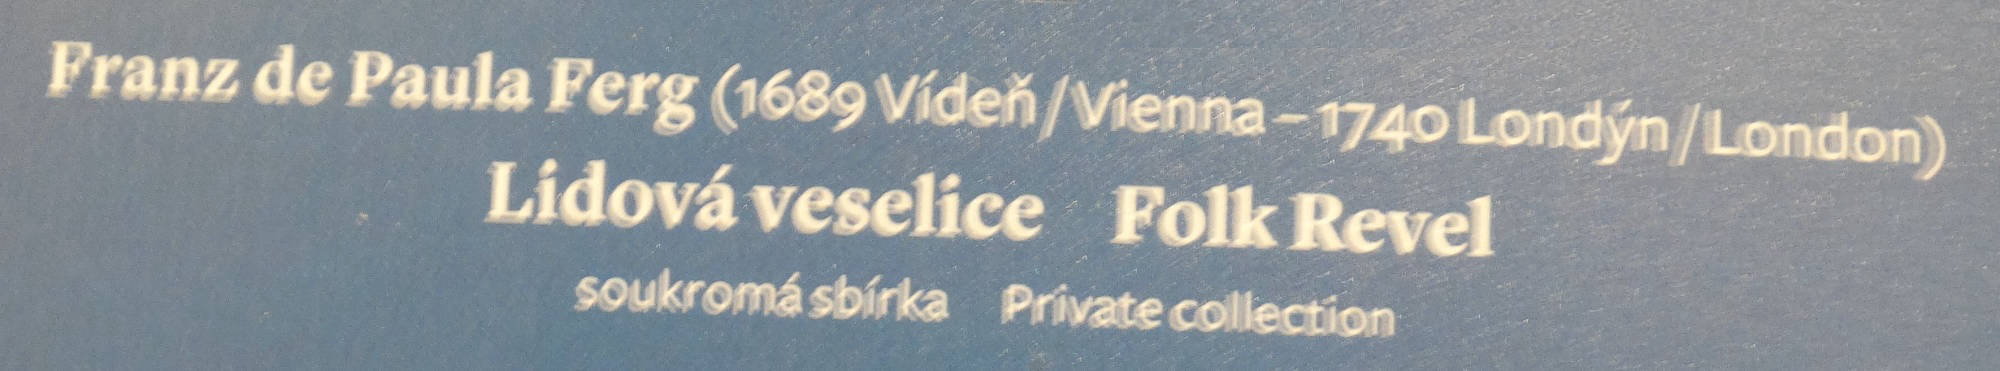 Franz de Paula Ferg (1689 Vídeň/Vienna – 1740 Londýn/London)
Lidová veselice Folk Revel
soukromá sbírka Private collection